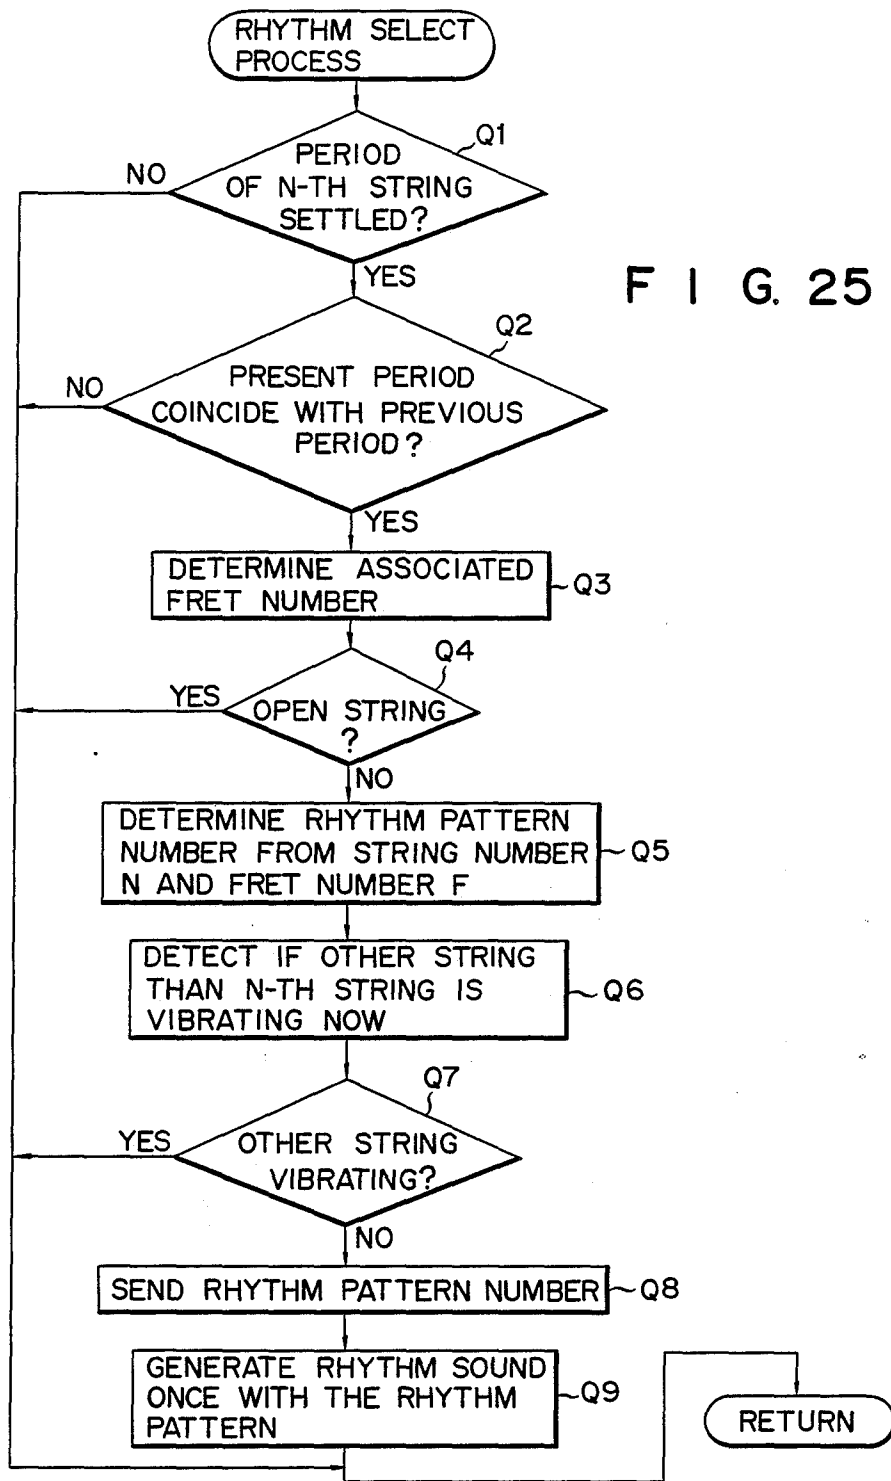 RHYTHM SELECT
PROCESS
Q1
PERIOD
OF N-TH STRING
SETTLED?
NO
YES
F I G. 25
Q2
PRESENT PERIOD
COINCIDE WITH PREVIOUS
PERIOD?
NO
YES
DETERMINE ASSOCIATED
FRET NUMBER
Q3
Q4
OPEN STRING
?
YES
NO
DETERMINE RHYTHM PATTERN
NUMBER FROM STRING NUMBER
N AND FRET NUMBER F
Q5
DETECT IF OTHER STRING
THAN N-TH STRING IS
VIBRATING NOW
Q6
Q7
OTHER STRING
VIBRATING?
YES
NO
SEND RHYTHM PATTERN NUMBER
Q8
GENERATE RHYTHM SOUND
ONCE WITH THE RHYTHM
PATTERN
Q9
RETURN